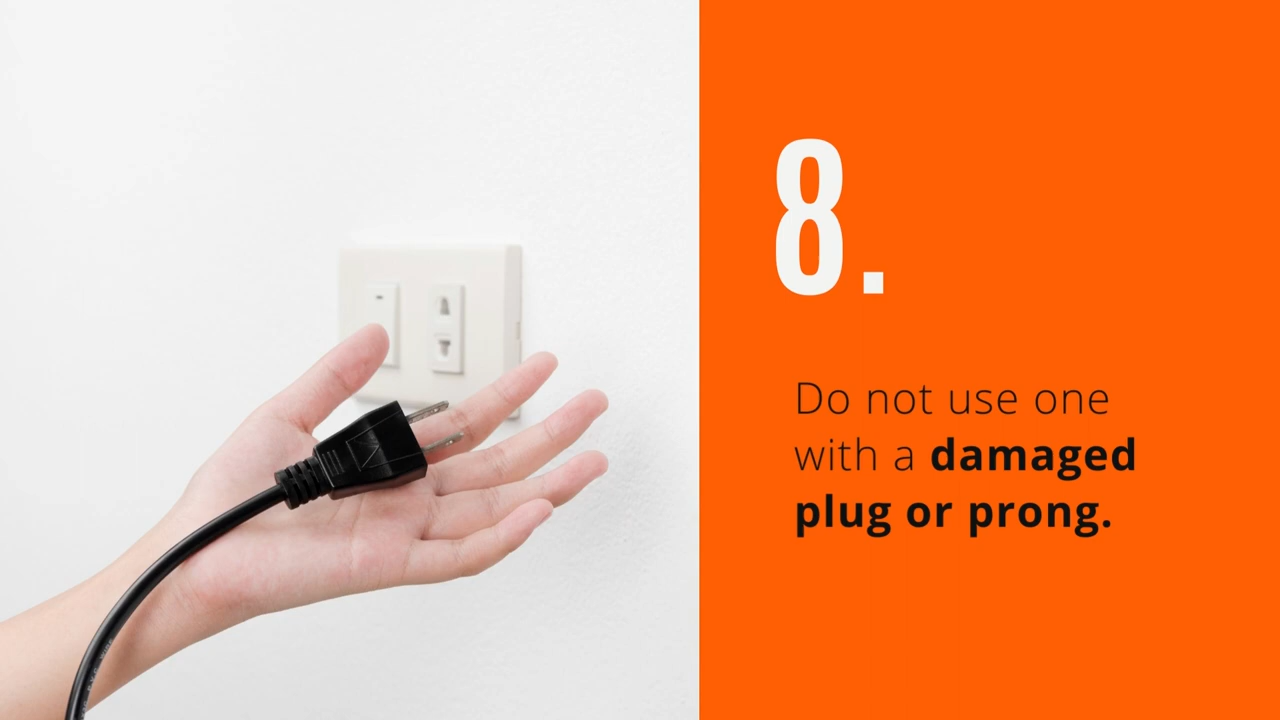 8.
Do not use one
with a damaged
plug or prong.